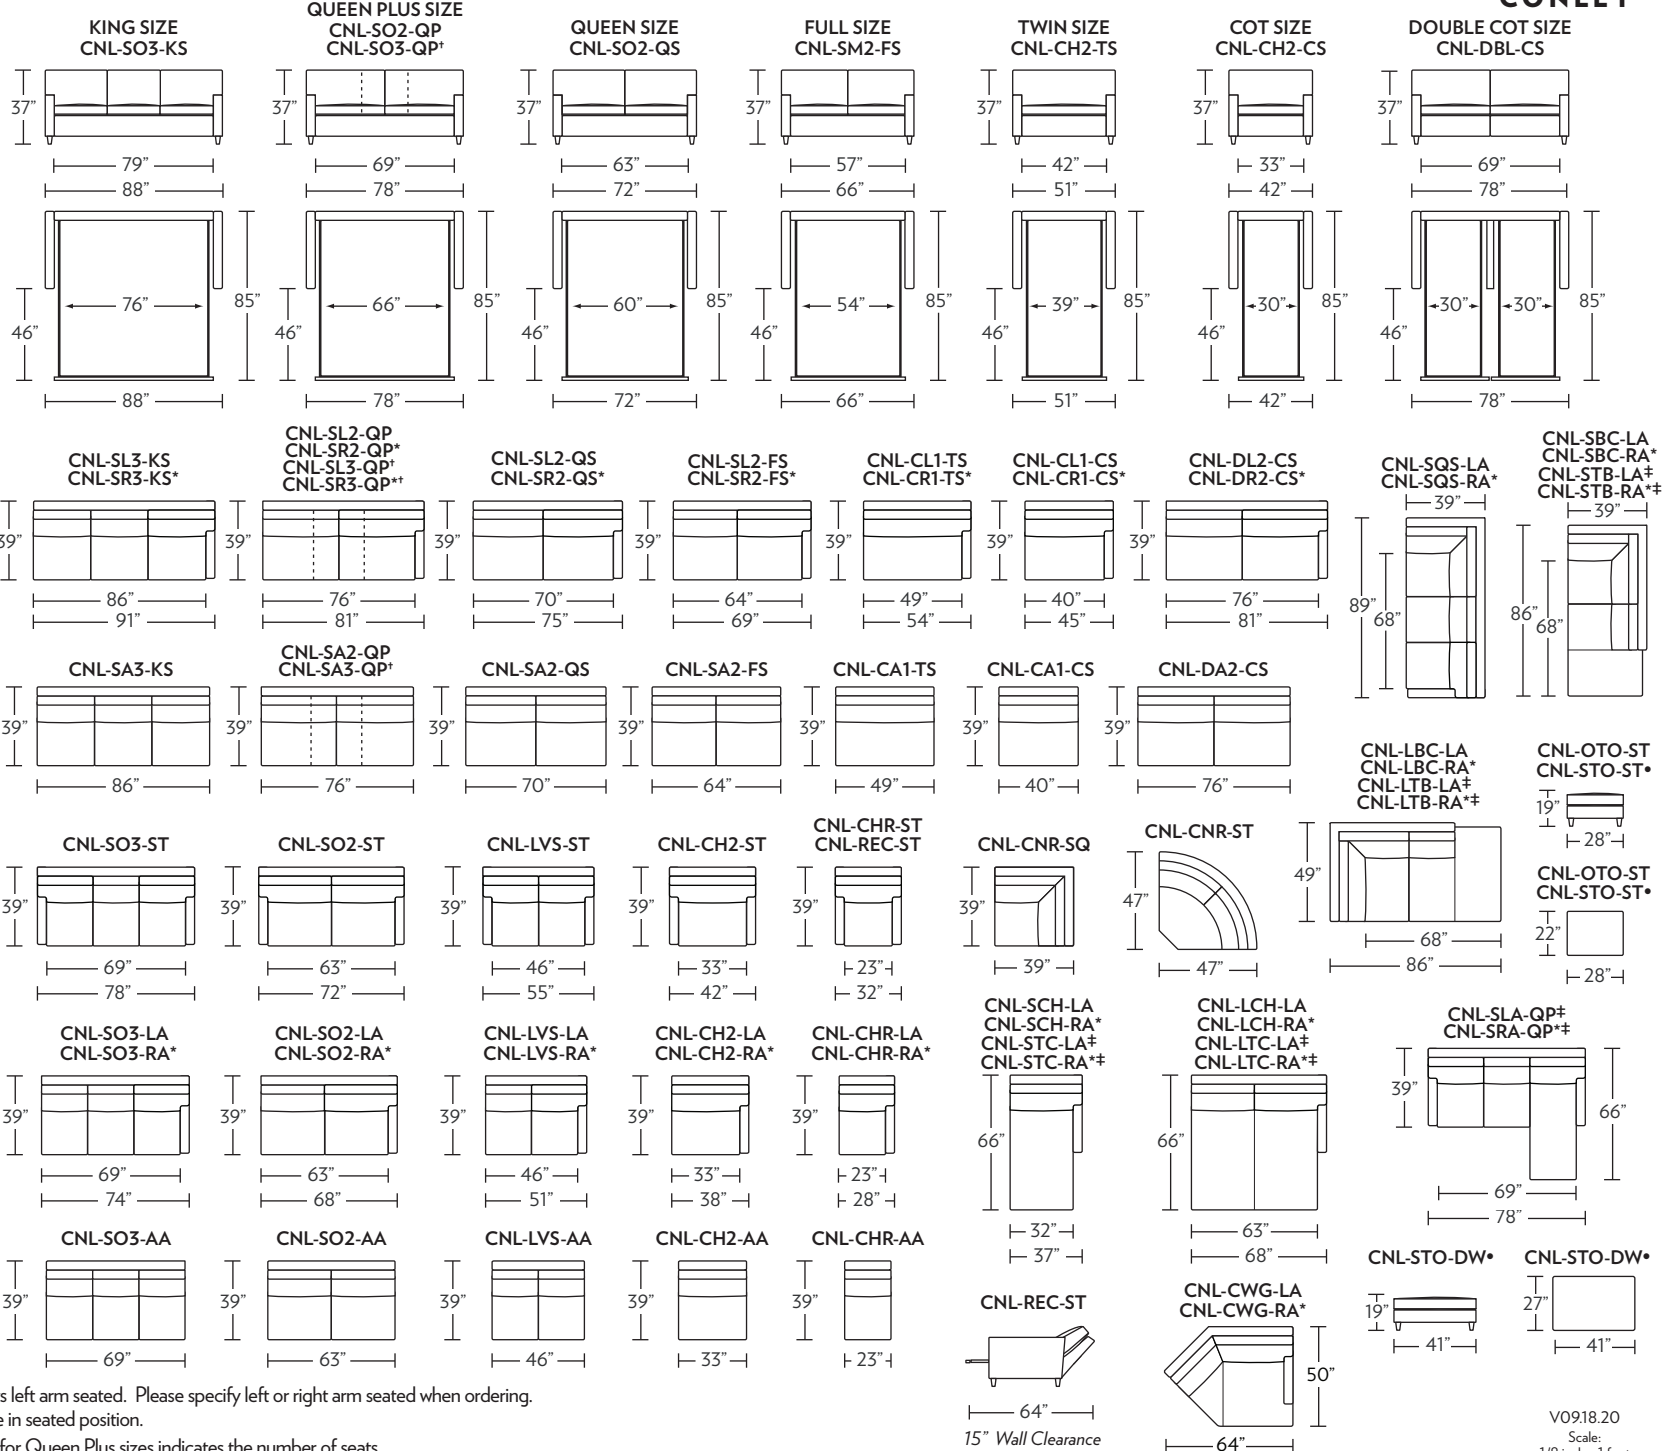 KING SIZE
CNL-SO3-KS
QUEEN PLUS SIZE
CNL-SO2-QP
CNL-SO3-QP†
QUEEN SIZE
CNL-SO2-QS
FULL SIZE
CNL-SM2-FS
TWIN SIZE
CNL-CH2-TS
COT SIZE
CNL-CH2-CS
DOUBLE COT SIZE
CNL-DBL-CS
37” 37” 37” 37” 37” 37” 37”
79” 69” 63” 57” 42” 33” 69”
88” 78” 72” 66” 51” 42” 78”
76” 66” 60” 54” 39” 30” 30” 30”
85” 85” 85” 85” 85” 85” 85”
46” 46” 46” 46” 46” 46” 46”
88” 78” 72” 66” 51” 42” 78”
CNL-SL3-KS
CNL-SR3-KS*
CNL-SL2-QP
CNL-SR2-QP*
CNL-SL3-QP†
CNL-SR3-QP*†
CNL-SL2-QS
CNL-SR2-QS*
CNL-SL2-FS
CNL-SR2-FS*
CNL-CL1-TS
CNL-CR1-TS*
CNL-CL1-CS
CNL-CR1-CS*
CNL-DL2-CS
CNL-DR2-CS*
39” 39” 39” 39” 39” 39” 39”
86” 76” 70” 64” 49” 40” 76”
91” 81” 75” 69” 54” 45” 81”
CNL-SQS-LA
CNL-SQS-RA*
39”
89”
68”
CNL-SBC-LA
CNL-SBC-RA*
CNL-STB-LA‡
CNL-STB-RA*‡
39”
86”
68”
CNL-SA3-KS
CNL-SA2-QP
CNL-SA3-QP†
CNL-SA2-QS
CNL-SA2-FS
CNL-CA1-TS
CNL-CA1-CS
CNL-DA2-CS
39” 39” 39” 39” 39” 39” 39”
86” 76” 70” 64” 49” 40” 76”
CNL-LBC-LA
CNL-LBC-RA*
CNL-LTB-LA‡
CNL-LTB-RA*‡
49”
68”
86”
CNL-OTO-ST
CNL-STO-ST•
19”
28”
CNL-OTO-ST
CNL-STO-ST•
22”
28”
CNL-SO3-ST
CNL-SO2-ST
CNL-LVS-ST
CNL-CH2-ST
CNL-CHR-ST
CNL-REC-ST
CNL-CNR-SQ
CNL-CNR-ST
39” 39” 39” 39” 39” 39” 47”
69” 63” 46” 33” 23” 39” 47”
78” 72” 55” 42” 32”
CNL-SO3-LA
CNL-SO3-RA*
CNL-SO2-LA
CNL-SO2-RA*
CNL-LVS-LA
CNL-LVS-RA*
CNL-CH2-LA
CNL-CH2-RA*
CNL-CHR-LA
CNL-CHR-RA*
39” 39” 39” 39” 39”
69” 63” 46” 33” 23”
74” 68” 51” 38” 28”
CNL-SCH-LA
CNL-SCH-RA*
CNL-STC-LA‡
CNL-STC-RA*‡
66”
32”
37”
CNL-LCH-LA
CNL-LCH-RA*
CNL-LTC-LA‡
CNL-LTC-RA*‡
66”
63”
68”
CNL-SLA-QP‡
CNL-SRA-QP*‡
39”
66”
69”
78”
CNL-SO3-AA
CNL-SO2-AA
CNL-LVS-AA
CNL-CH2-AA
CNL-CHR-AA
39” 39” 39” 39” 39”
69” 63” 46” 33” 23”
CNL-REC-ST
64”
15” Wall Clearance
CNL-CWG-LA
CNL-CWG-RA*
50”
64”
CNL-STO-DW•
19”
41”
CNL-STO-DW•
27”
41”
left arm seated. Please specify left or right arm seated when ordering.
in seated position.
for Queen Plus sizes indicates the number of seats
V09.18.20
Scale: